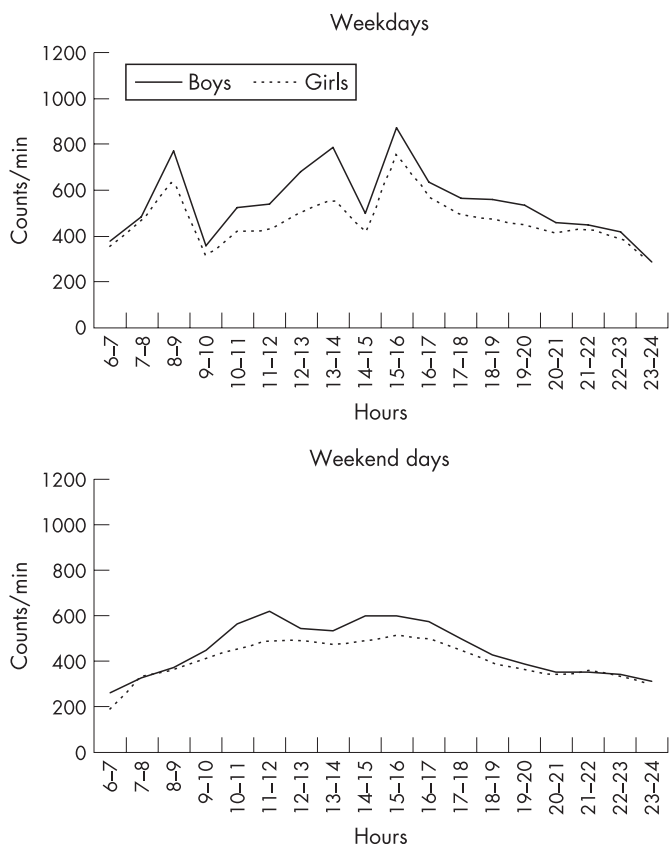 Weekdays
1200
1000
800
600
400
200
0
Counts/min
Boys Girls
6–7 7–8 8–9 9–10 10–11 11–12 12–13 13–14 14–15 15–16 16–17 17–18 18–19 19–20 20–21 21–22 22–23 23–24
Hours
Weekend days
1200
1000
800
600
400
200
0
Counts/min
6–7 7–8 8–9 9–10 10–11 11–12 12–13 13–14 14–15 15–16 16–17 17–18 18–19 19–20 20–21 21–22 22–23 23–24
Hours